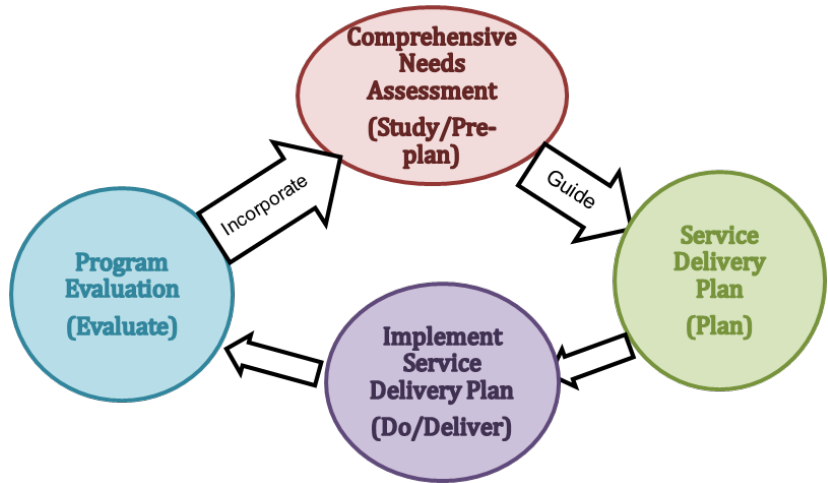 Comprehensive
Needs
Assessment
(Study/Pre-
plan)
Incorporate
Guide
Service
Delivery
Plan
(Plan)
Program
Evaluation
(Evaluate)
Implement
Service
Delivery Plan
(Do/Deliver)